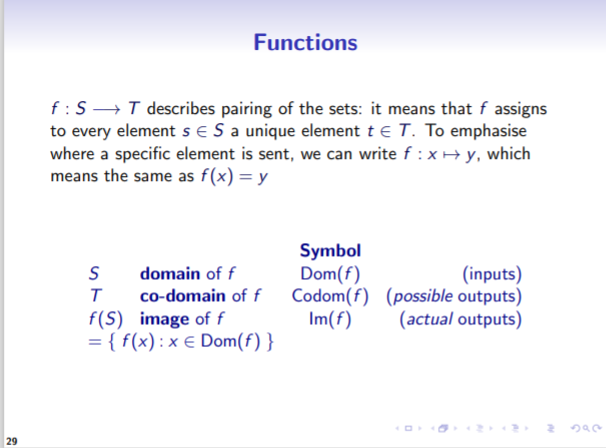 Functions
f : S ⟶ T describes pairing of the sets: it means that f assigns
to every element s ∈ S a unique element t ∈ T. To emphasise
where a specific element is sent, we can write f : x ↦ y, which
means the same as f(x) = y
Symbol
S domain of f Dom(f) (inputs)
T co-domain of f Codom(f) (possible outputs)
f(S) image of f Im(f) (actual outputs)
= { f(x) : x ∈ Dom(f) }
29